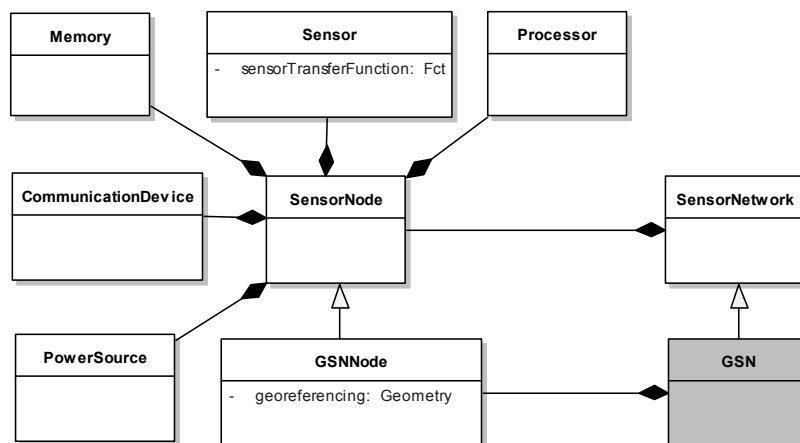 Memory
Sensor
Processor
- sensorTransferFunction: Fct
CommunicationDevice
SensorNode
SensorNetwork
PowerSource
GSNNode
GSN
- georeferencing: Geometry